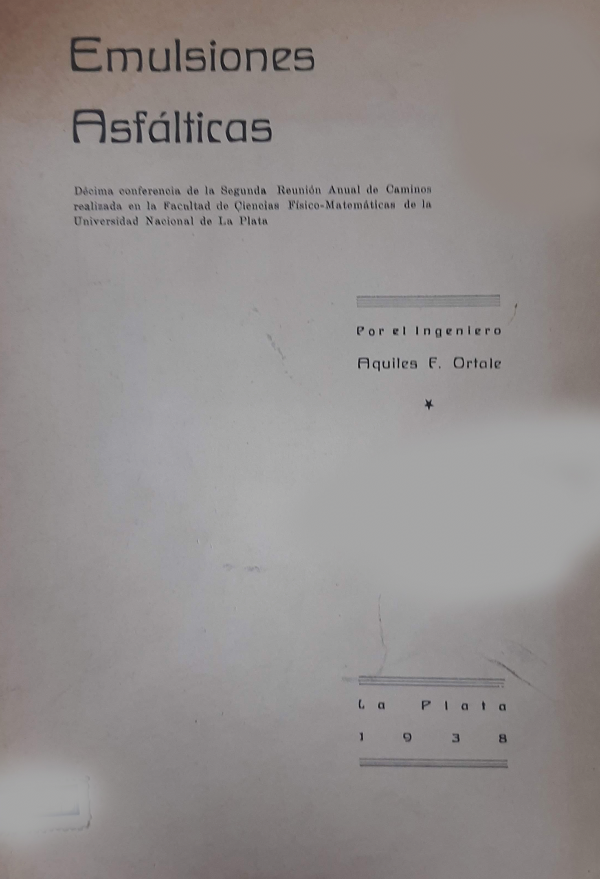 Emulsiones
Asfálticas
Décima conferencia de la Segunda Reunión Anual de Caminos
realizada en la Facultad de Ciencias Físico-Matemáticas de la
Universidad Nacional de La Plata
Por el Ingeniero
Aquiles F. Ortale
La Plata
1938